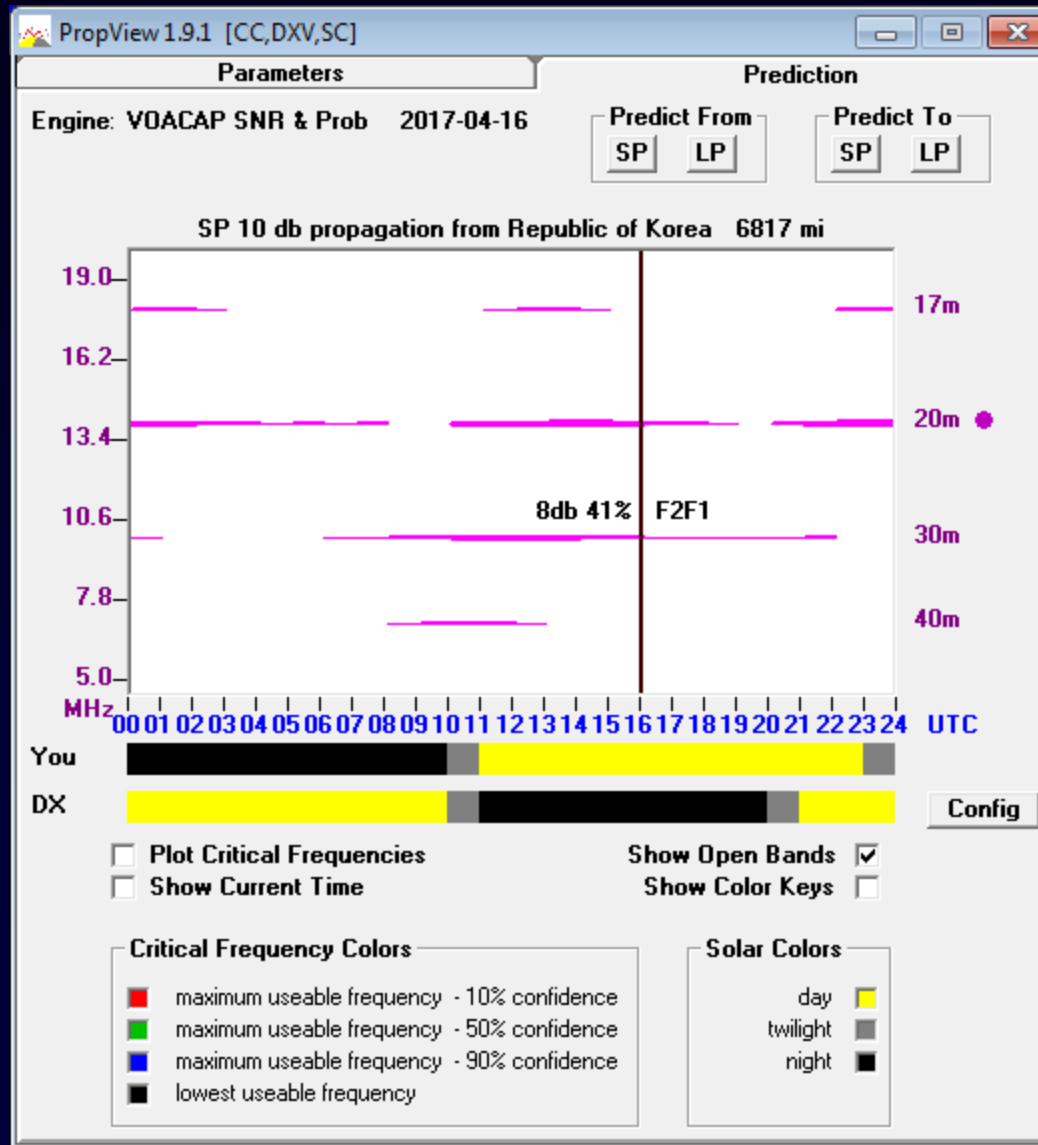 PropView 1.9.1 [CC,DXV,SC]
Parameters
Prediction
Engine: VOACAP SNR & Prob 2017-04-16
Predict From
SP LP
Predict To
SP LP
SP 10 db propagation from Republic of Korea 6817 mi
19.0
17m
16.2
20m
13.4
10.6
8db 41% F2F1
30m
7.8
40m
5.0
MHz
00 01 02 03 04 05 06 07 08 09 10 11 12 13 14 15 16 17 18 19 20 21 22 23 24 UTC
You
DX
Config
Plot Critical Frequencies
Show Open Bands
Show Current Time
Show Color Keys
Critical Frequency Colors
maximum useable frequency - 10% confidence
maximum useable frequency - 50% confidence
maximum useable frequency - 90% confidence
lowest useable frequency
Solar Colors
day
twilight
night